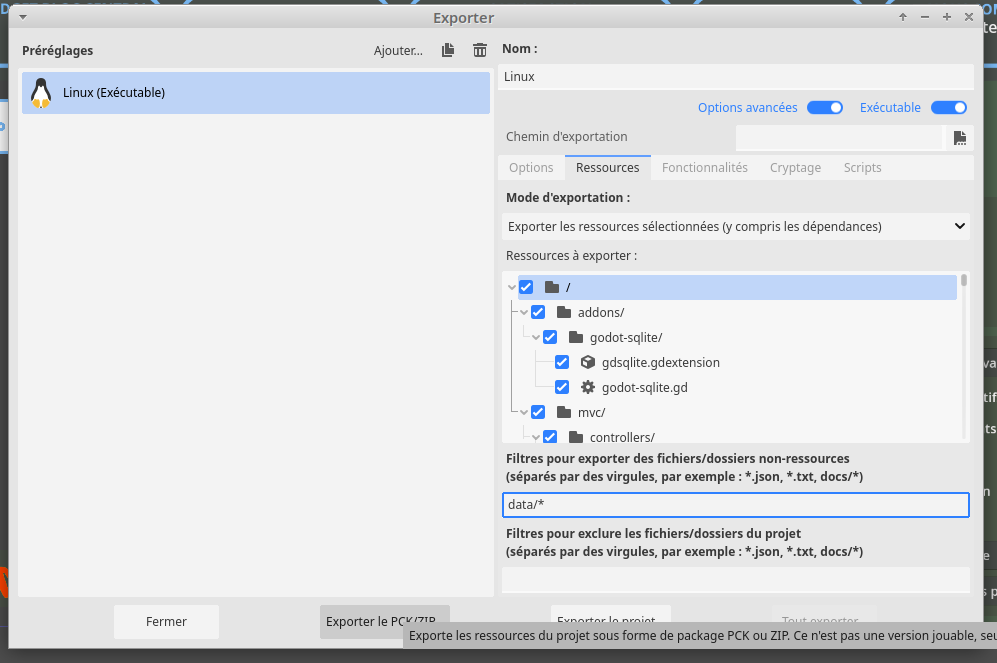 Exporter
Préréglages
Ajouter...
Linux (Exécutable)
Nom :
Linux
Options avancées
Exécutable
Chemin d'exportation
Options
Ressources
Fonctionnalités
Cryptage
Scripts
Mode d'exportation :
Exporter les ressources sélectionnées (y compris les dépendances)
Ressources à exporter :
/
addons/
godot-sqlite/
gdsqlite.gdextension
godot-sqlite.gd
mvc/
controllers/
Filtres pour exporter des fichiers/dossiers non-ressources
(séparés par des virgules, par exemple : *.json, *.txt, docs/*)
data/*
Filtres pour exclure les fichiers/dossiers du projet
(séparés par des virgules, par exemple : *.json, *.txt, docs/*)
Fermer
Exporter le PCK/ZIP
Exporter le projet
Tout exporter
Exporte les ressources du projet sous forme de package PCK ou ZIP. Ce n'est pas une version jouable, seu